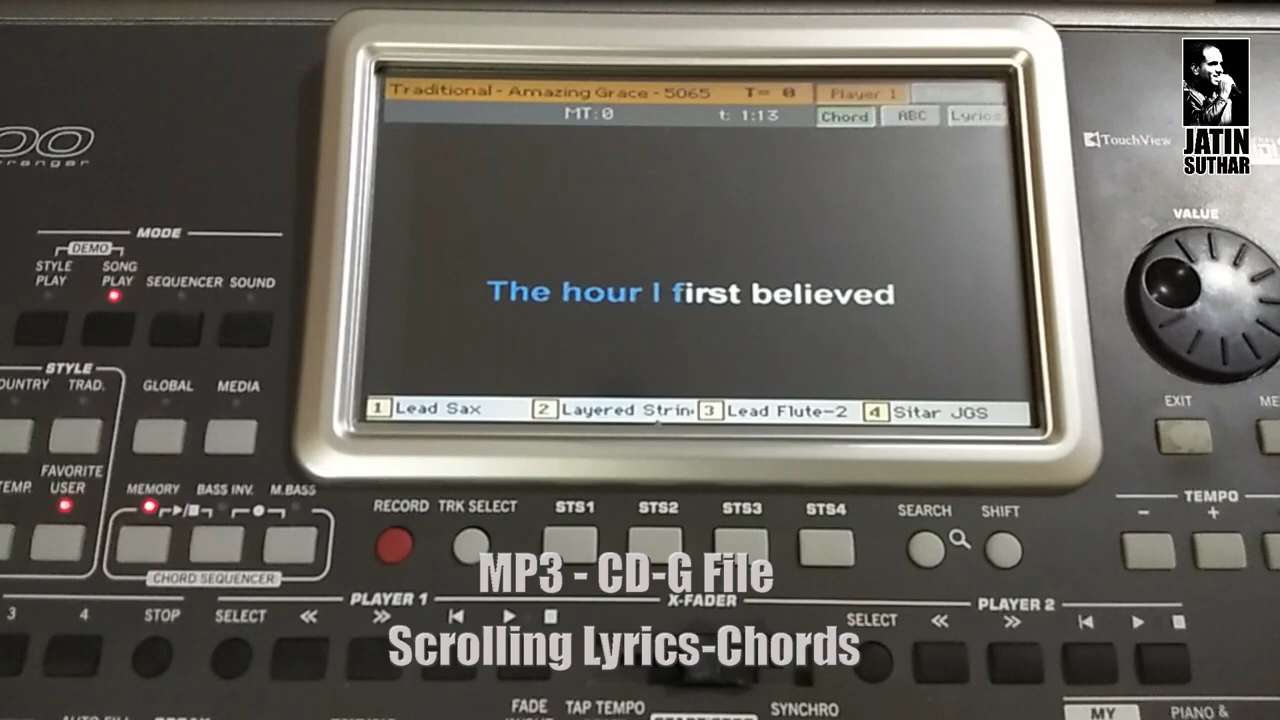 Traditional - Amazing Grace - 5065 T= 0 Player 1
MT:0 t: 1:13 Chord ABC Lyrics
The hour I first believed
1 Lead Sax 2 Layered Strin 3 Lead Flute-2 4 Sitar JGS
JATIN
SUTHAR
TouchView
VALUE
MODE
DEMO
STYLE PLAY
SONG PLAY
SEQUENCER
SOUND
STYLE
TRAD.
GLOBAL
MEDIA
EXIT
FAVORITE
USER
MEMORY
BASS INV.
M.BASS
CHORD SEQUENCER
RECORD
TRK SELECT
STS1
STS2
STS3
STS4
SEARCH
SHIFT
TEMPO
- +
MP3 - CD-G File
Scrolling Lyrics-Chords
3 4 STOP
SELECT
PLAYER 1
X-FADER
SELECT
PLAYER 2
FADE
TAP TEMPO
SYNCHRO
MY
PIANO &